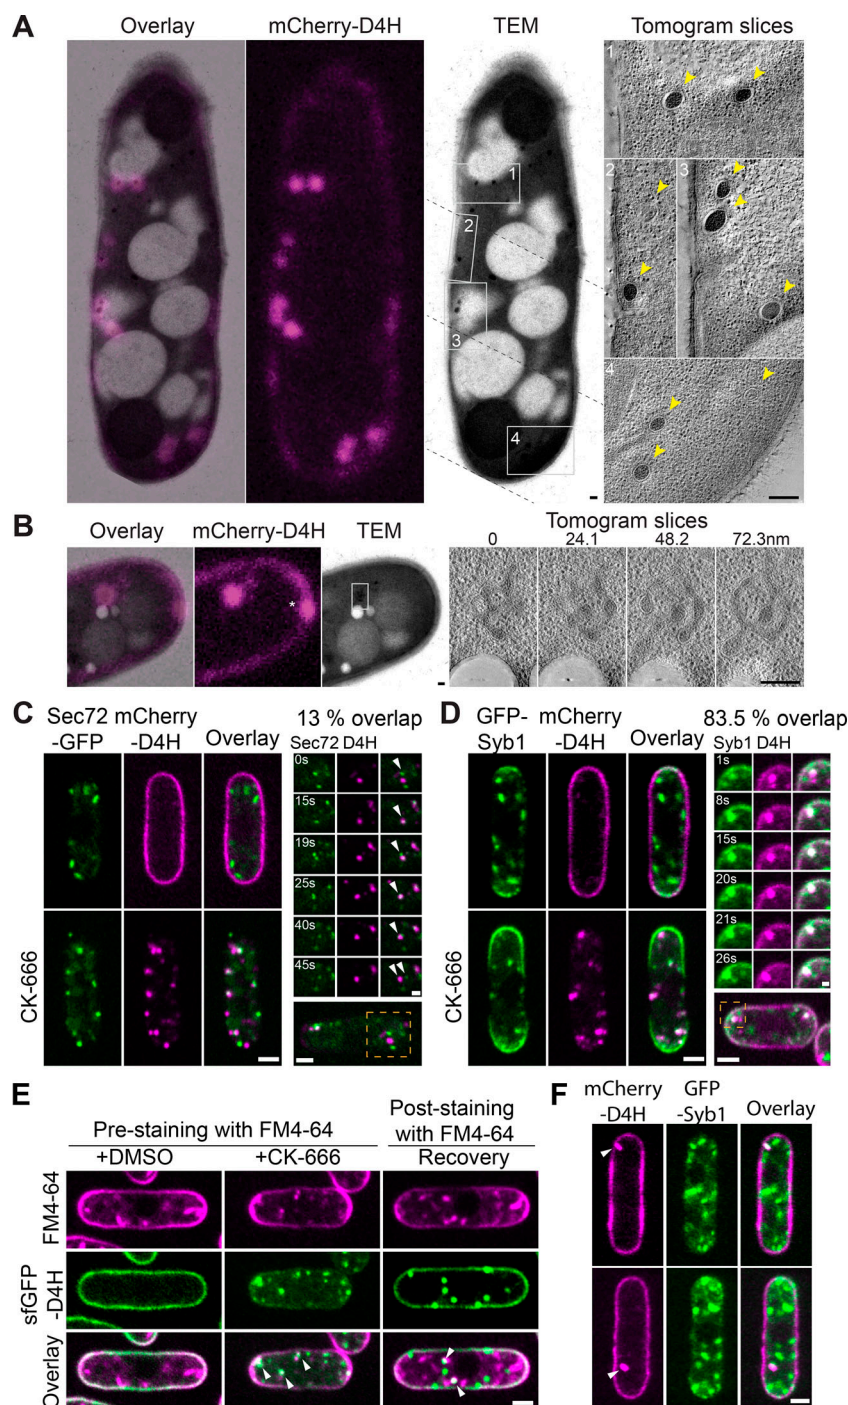 A
Overlay
mCherry-D4H
TEM
Tomogram slices
1
1
2
3
2
3
4
4
B
Overlay
mCherry-D4H
TEM
Tomogram slices
0
24.1
48.2
72.3nm
*
C
Sec72
-GFP
mCherry
-D4H
Overlay
13 % overlap
Sec72 D4H
0s
15s
19s
25s
40s
45s
CK-666
D
GFP-
Syb1
mCherry
-D4H
Overlay
83.5 % overlap
Syb1 D4H
1s
8s
15s
20s
21s
26s
CK-666
E
Pre-staining with FM4-64
+DMSO
+CK-666
Post-staining
with FM4-64
Recovery
FM4-64
sfGFP
-D4H
Overlay
F
mCherry
-D4H
GFP
-Syb1
Overlay